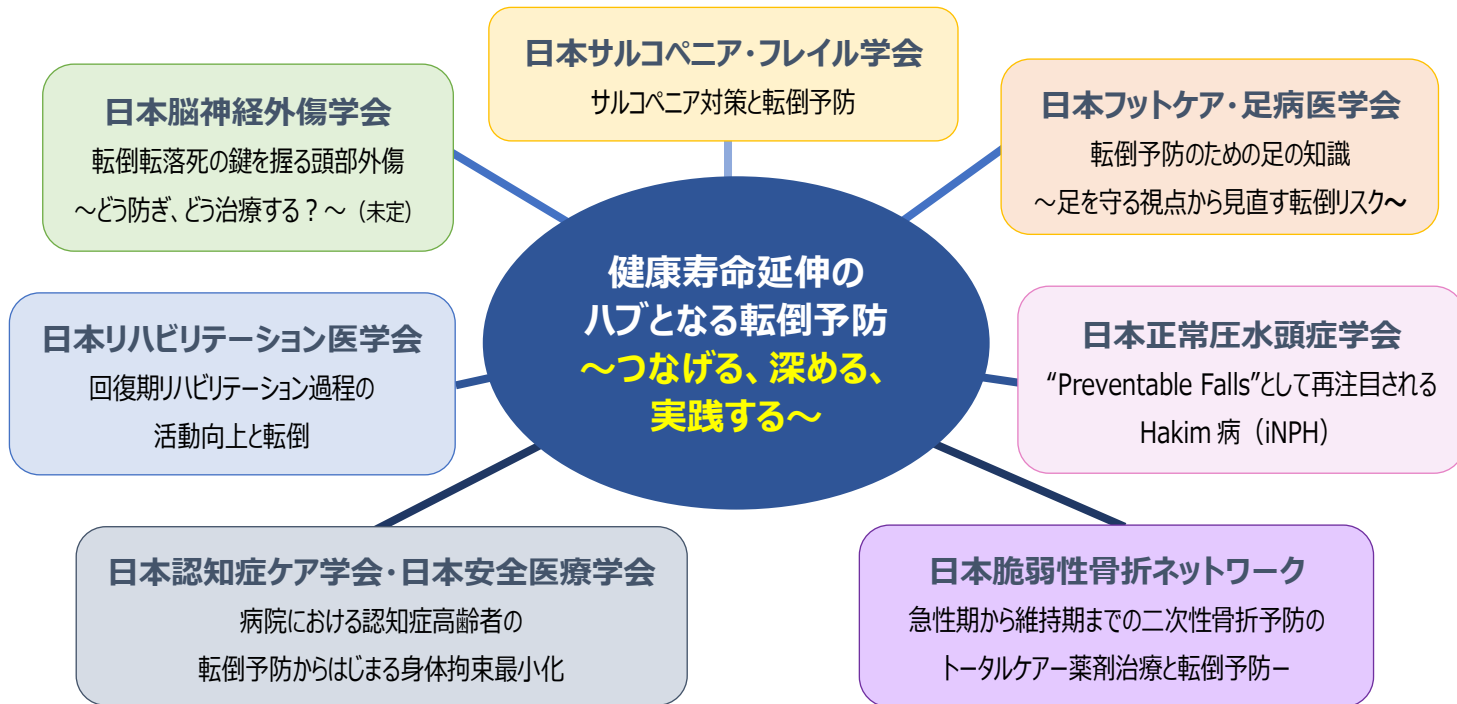 日本サルコペニア・フレイル学会
サルコペニア対策と転倒予防
日本脳神経外傷学会
転倒転落死の鍵を握る頭部外傷
～どう防ぎ、どう治療する？～（未定）
日本フットケア・足病医学会
転倒予防のための足の知識
～足を守る視点から見直す転倒リスク～
健康寿命延伸の
ハブとなる転倒予防
～つなげる、深める、
実践する～
日本リハビリテーション医学会
回復期リハビリテーション過程の
活動向上と転倒
日本正常圧水頭症学会
“Preventable Falls”として再注目される
Hakim 病（iNPH）
日本認知症ケア学会・日本安全医療学会
病院における認知症高齢者の
転倒予防からはじまる身体拘束最小化
日本脆弱性骨折ネットワーク
急性期から維持期までの二次性骨折予防の
トータルケアー薬剤治療と転倒予防ー